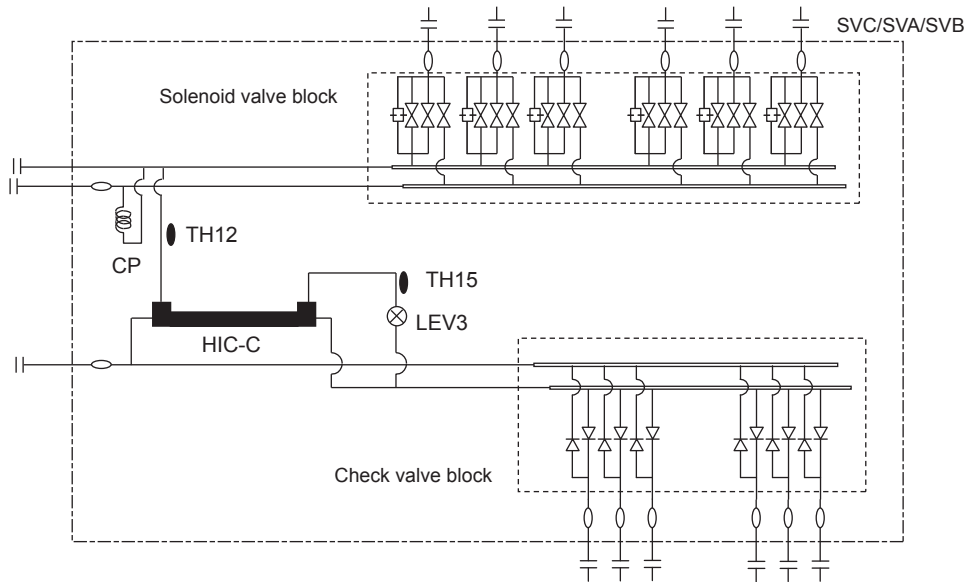 SVC/SVA/SVB
Solenoid valve block
TH12
CP
TH15
LEV3
HIC-C
Check valve block